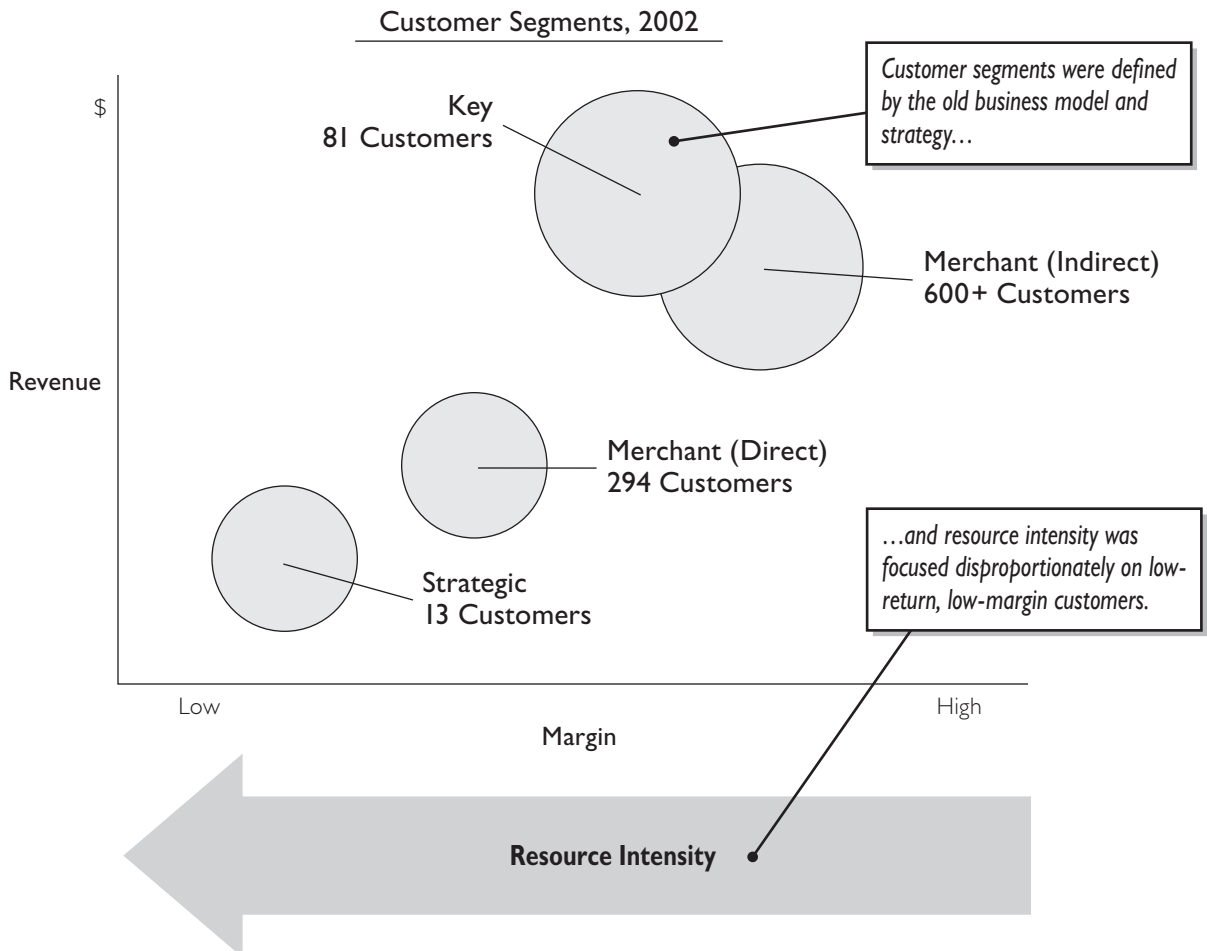 Customer Segments, 2002
Customer segments were defined
by the old business model and
strategy…
$
Key
81 Customers
Merchant (Indirect)
600+ Customers
Revenue
Merchant (Direct)
294 Customers
…and resource intensity was
focused disproportionately on low-
return, low-margin customers.
Strategic
13 Customers
Low
High
Margin
Resource Intensity